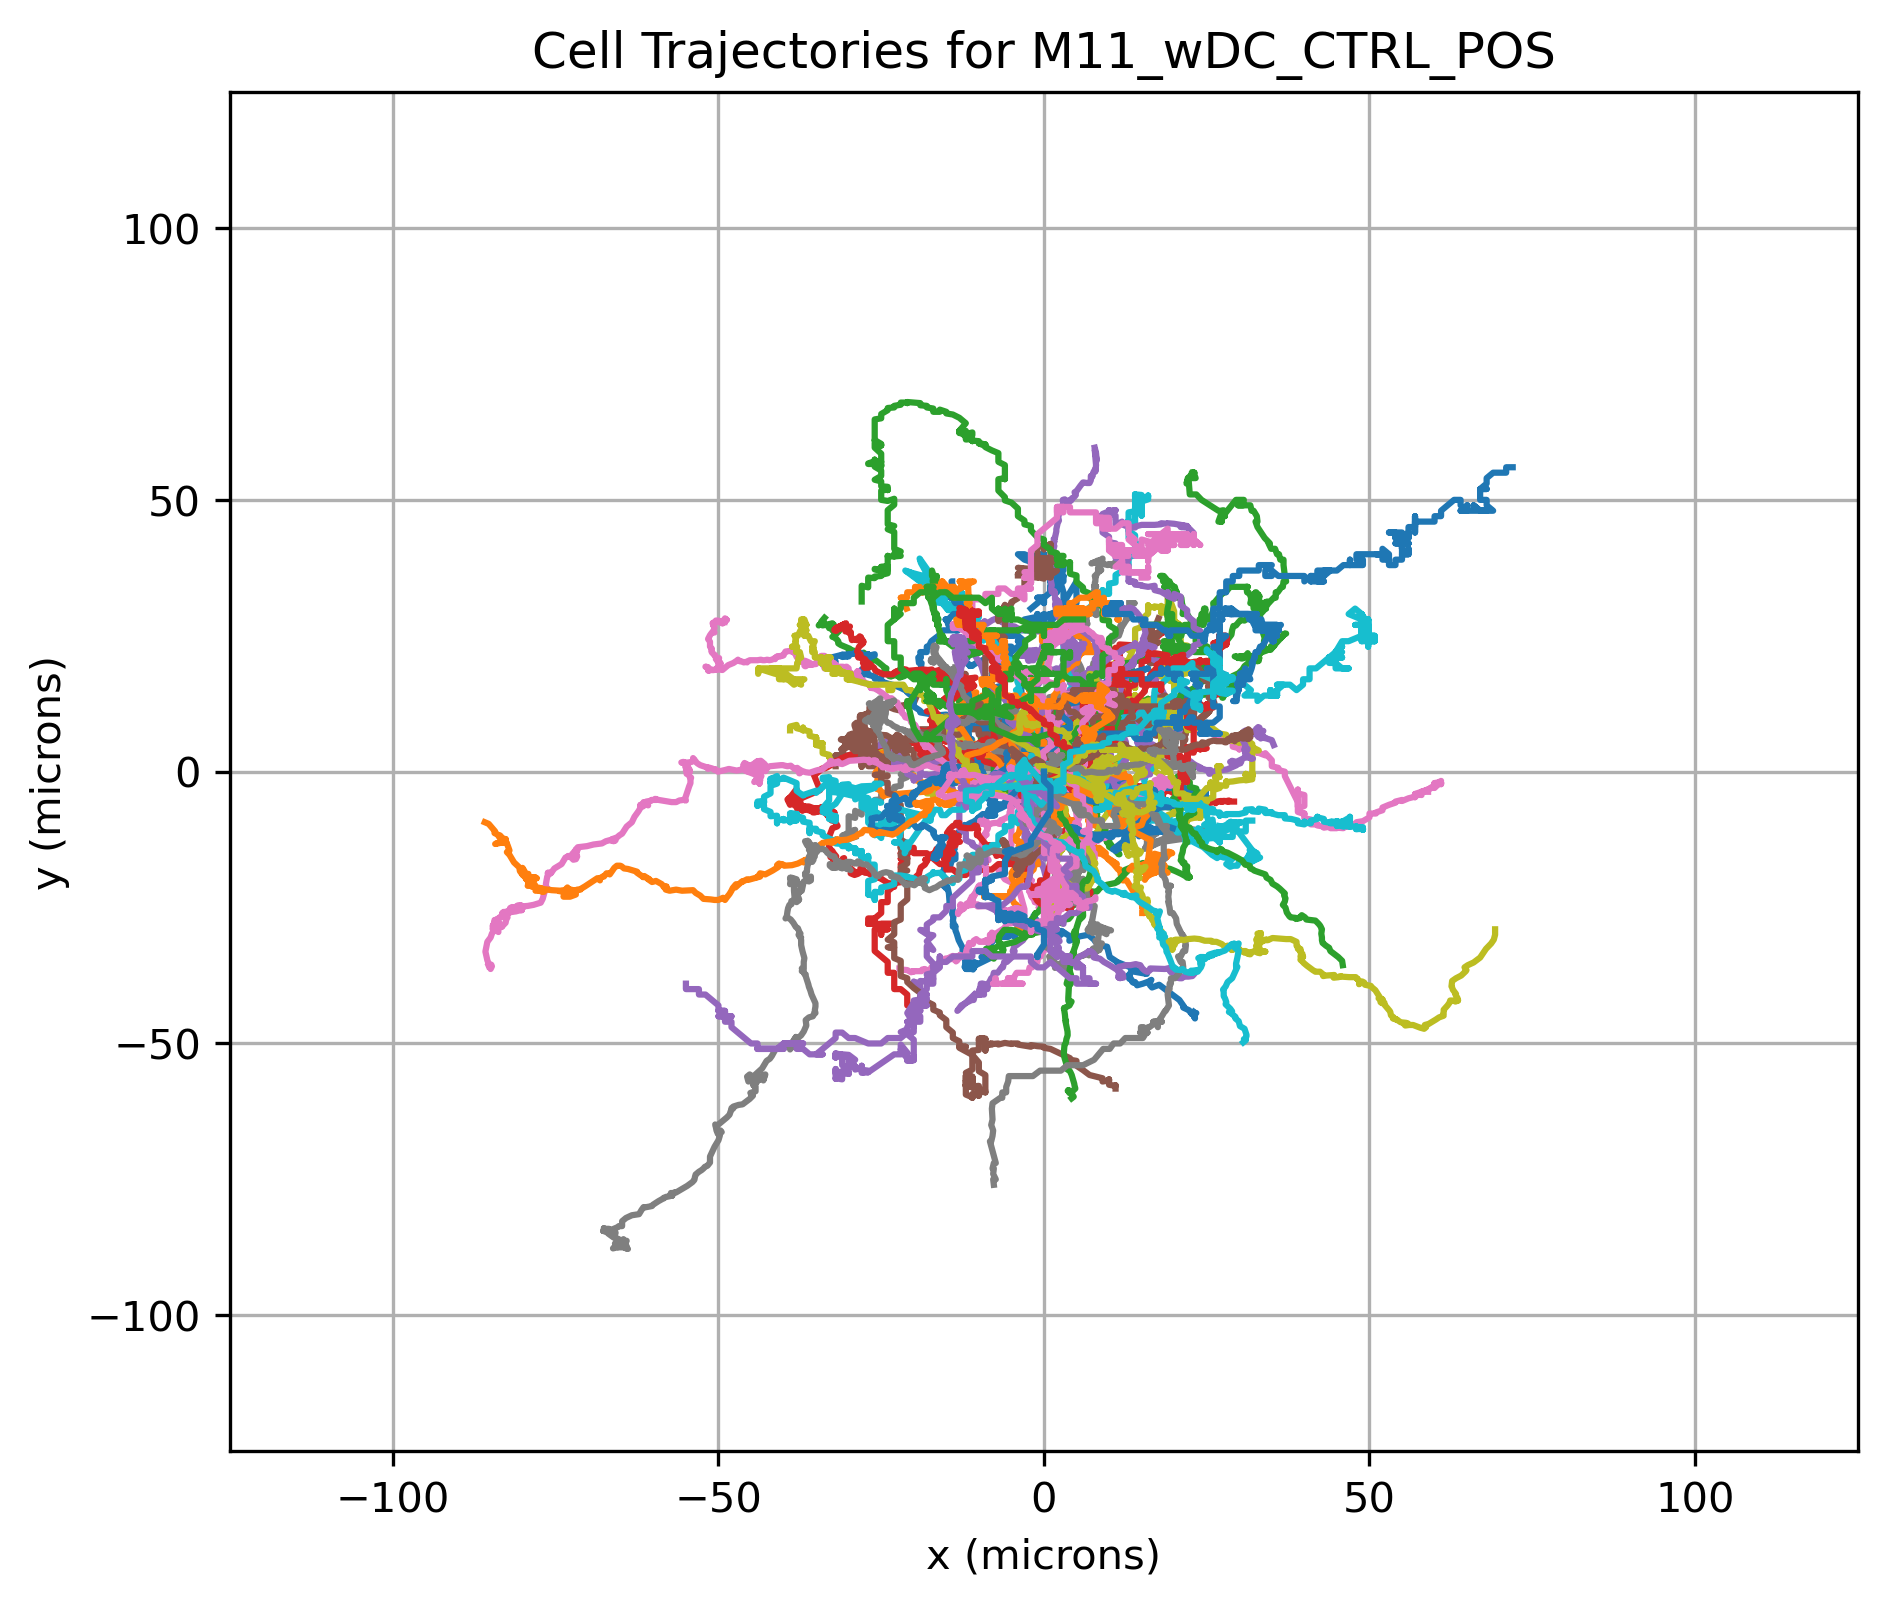 Cell Trajectories for M11_wDC_CTRL_POS
100
50
0
−50
−100
y (microns)
−100 −50 0 50 100
x (microns)